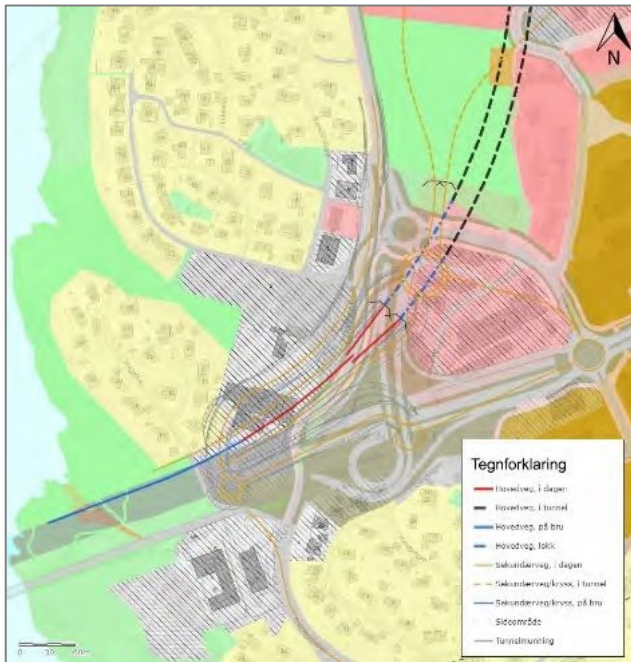 N
Tegnforklaring
Hovedveg, i dagen
Hovedveg, i tunnel
Hovedveg, på bru
Hovedveg, lokk
Sekundærveg, i dagen
Sekundærveg/kryss, i tunnel
Sekundærveg/kryss, på bru
Sideområde
Tunnelmunning